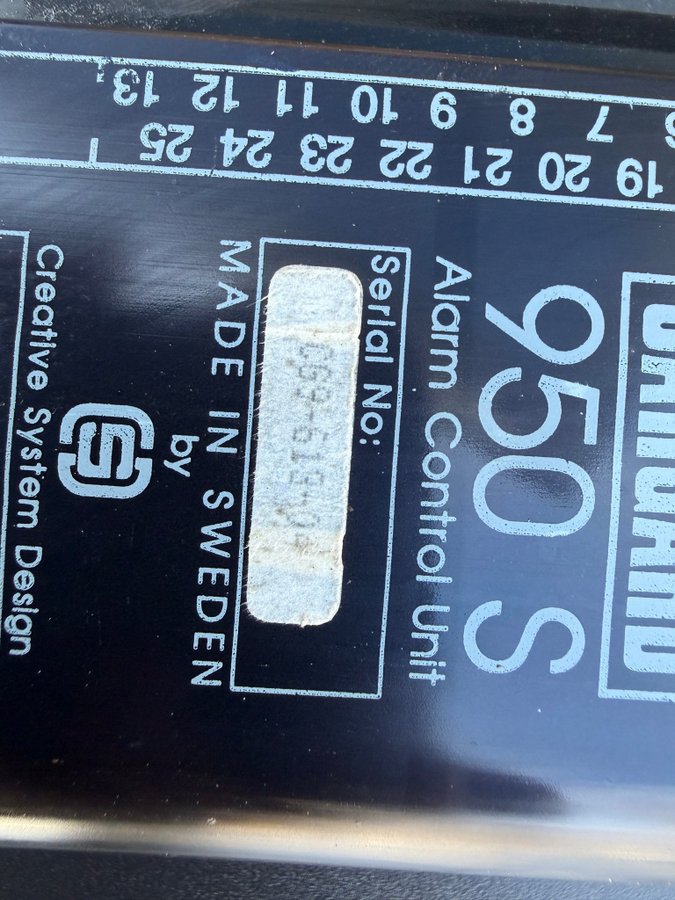 950 S
Alarm Control Unit
Serial No:
MADE IN SWEDEN
by
Creative System Design
19 20 21 22 23 24 25
7 8 9 10 11 12 13